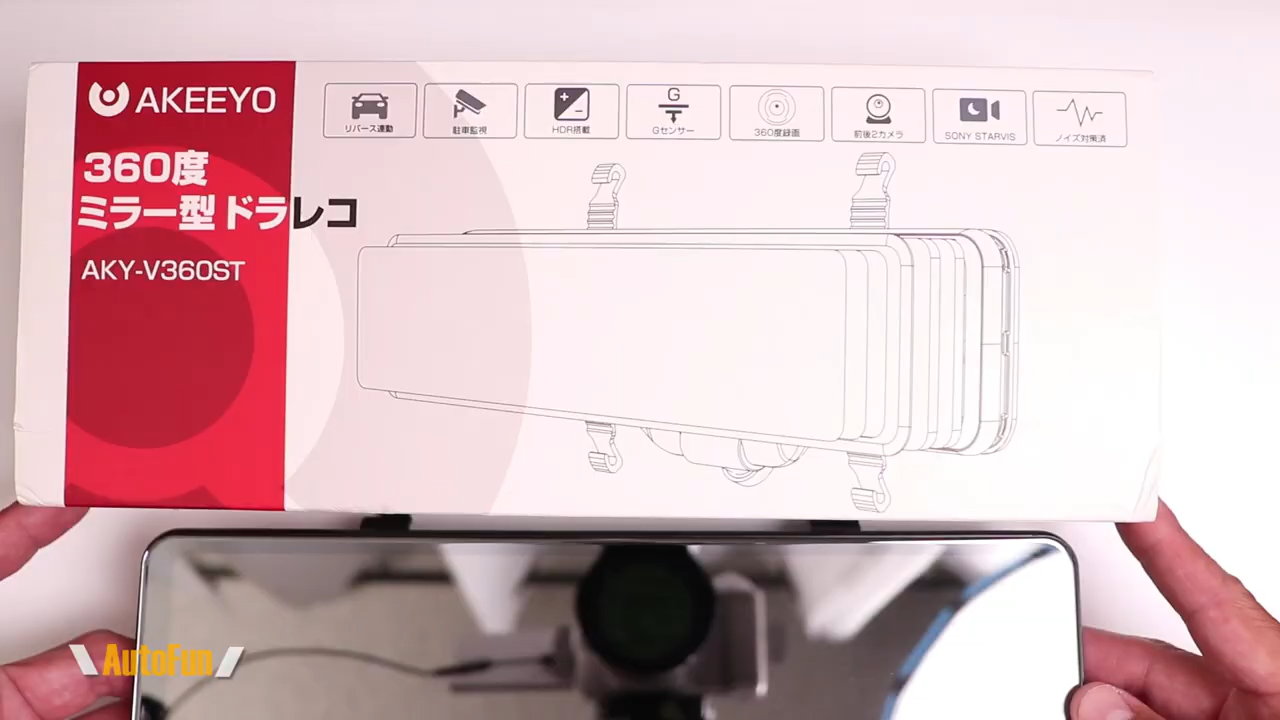 AKEEYO
360度
ミラー型 ドラレコ
AKY-V360ST
リバース連動
駐車監視
HDR搭載
G
Gセンサー
360度録画
前後2カメラ
SONY STARVIS
ノイズ対策済
AutoFun